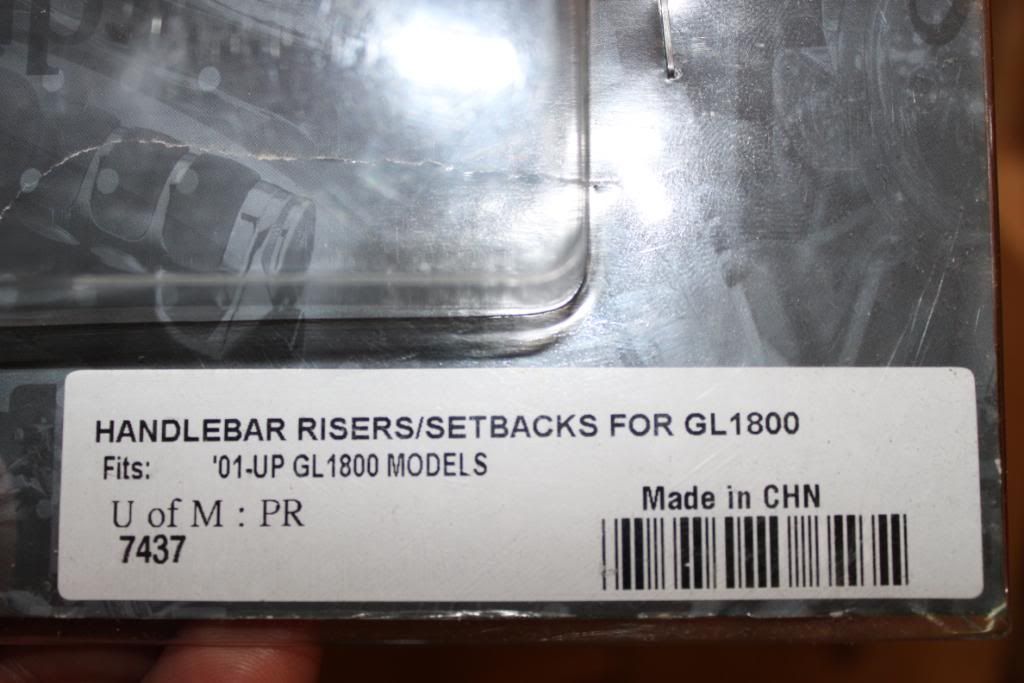 HANDLEBAR RISERS/SETBACKS FOR GL1800
Fits: '01-UP GL1800 MODELS
U of M : PR
Made in CHN
7437